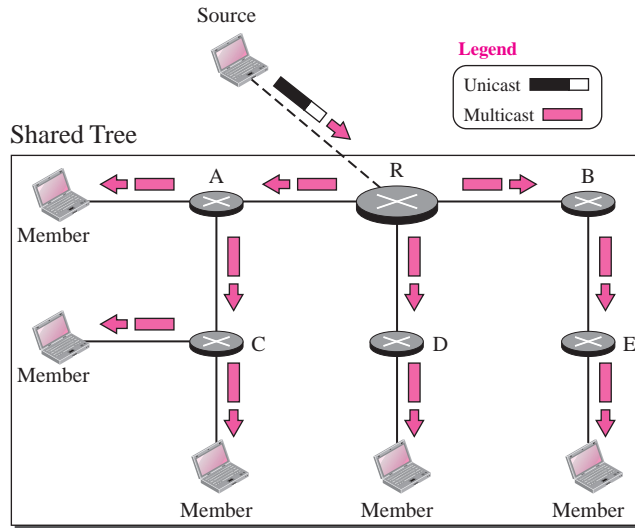 Source
Legend
Unicast
Multicast
Shared Tree
A
R
B
Member
C
D
E
Member
Member
Member
Member